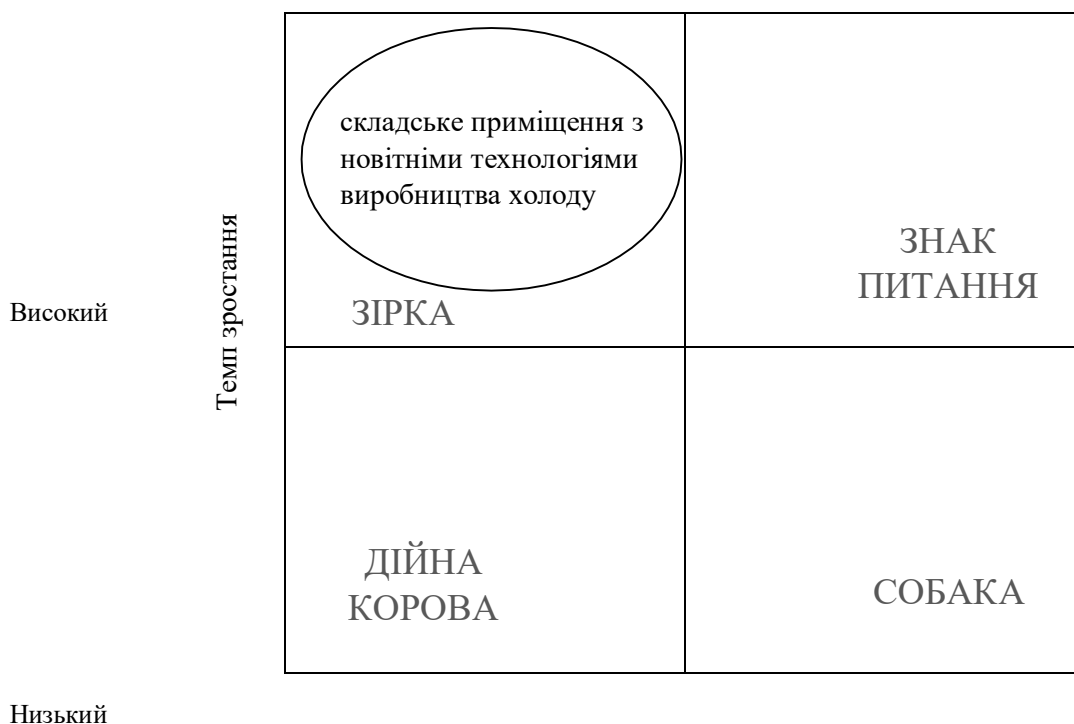 складське приміщення з
новітніми технологіями
виробництва холоду
ЗНАК
ПИТАННЯ
Високий
Темп зростання
ЗІРКА
ДІЙНА
КОРОВА
СОБАКА
Низький